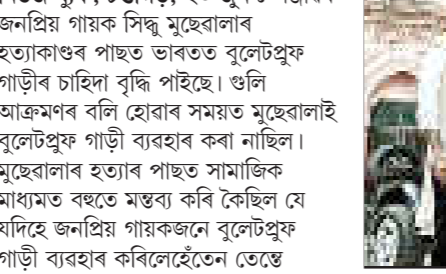 জনপ্ৰিয় গায়ক সিদ্ধু মুছেৱালাৰ
হত্যাকাণ্ডৰ পাছত ভাৰতত বুলেটপ্ৰুফ
গাড়ীৰ চাহিদা বৃদ্ধি পাইছে। গুলি
আক্ৰমণৰ বলি হোৱাৰ সময়ত মুছেৱালাই
বুলেটপ্ৰুফ গাড়ী ব্যৱহাৰ কৰা নাছিল।
মুছেৱালাৰ হত্যাৰ পাছত সামাজিক
মাধ্যমত বহুতে মন্তব্য কৰি কৈছিল যে
যদিহে জনপ্ৰিয় গায়কজনে বুলেটপ্ৰুফ
গাড়ী ব্যৱহাৰ কৰিলেহেঁতেন তেন্তে